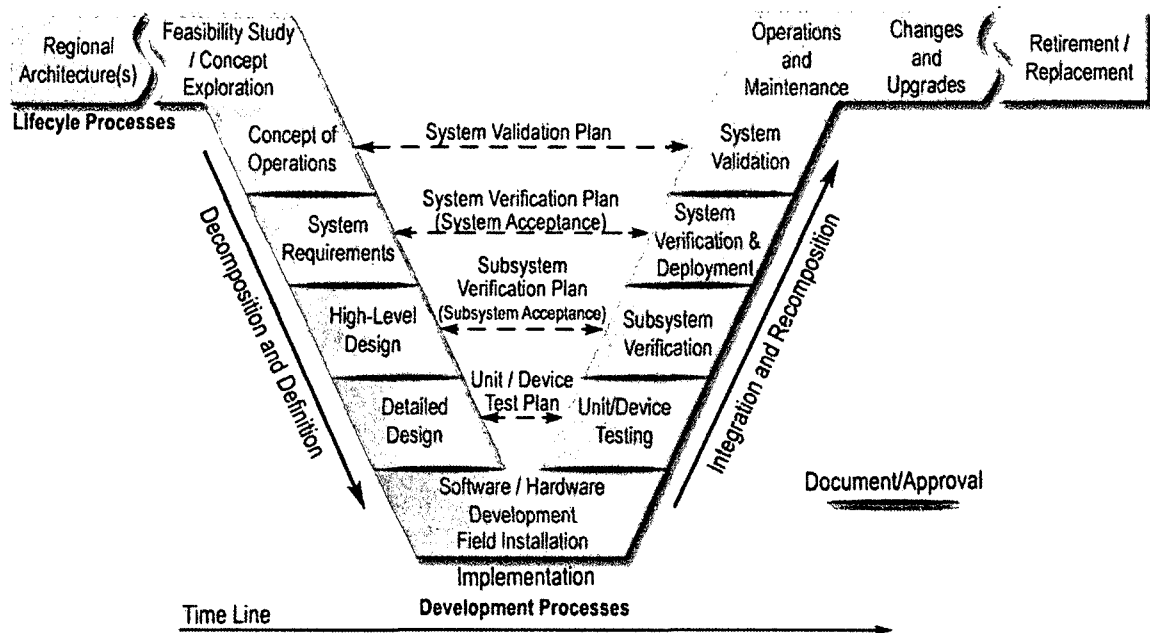 Regional
Architecture(s)
Feasibility Study
/ Concept
Exploration
Operations
and
Maintenance
Changes
and
Upgrades
Retirement /
Replacement
Lifecyle Processes
Concept of
Operations
System Validation Plan
System
Validation
System
Requirements
System Verification Plan
(System Acceptance)
System
Verification &
Deployment
High-Level
Design
Subsystem
Verification Plan
(Subsystem Acceptance)
Subsystem
Verification
Detailed
Design
Unit / Device
Test Plan
Unit/Device
Testing
Decomposition and Definition
Integration and Recomposition
Software / Hardware
Development
Field Installation
Document/Approval
Implementation
Development Processes
Time Line